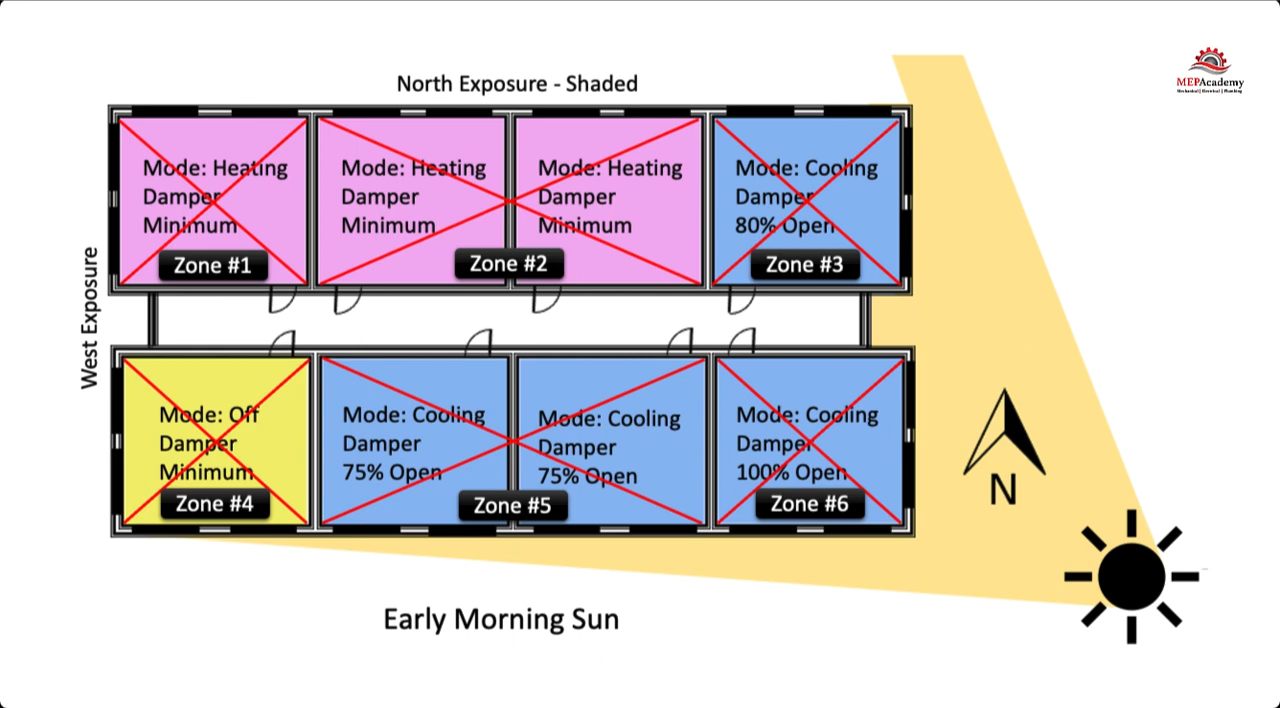 MEPAcademy
Mechanical | Electrical | Plumbing
North Exposure - Shaded
Mode: Heating
Damper
Minimum
Zone #1
Mode: Heating
Damper
Minimum
Mode: Heating
Damper
Minimum
Zone #2
Mode: Cooling
Damper
80% Open
Zone #3
West Exposure
Mode: Off
Damper
Minimum
Zone #4
Mode: Cooling
Damper
75% Open
Mode: Cooling
Damper
75% Open
Zone #5
Mode: Cooling
Damper
100% Open
Zone #6
N
Early Morning Sun